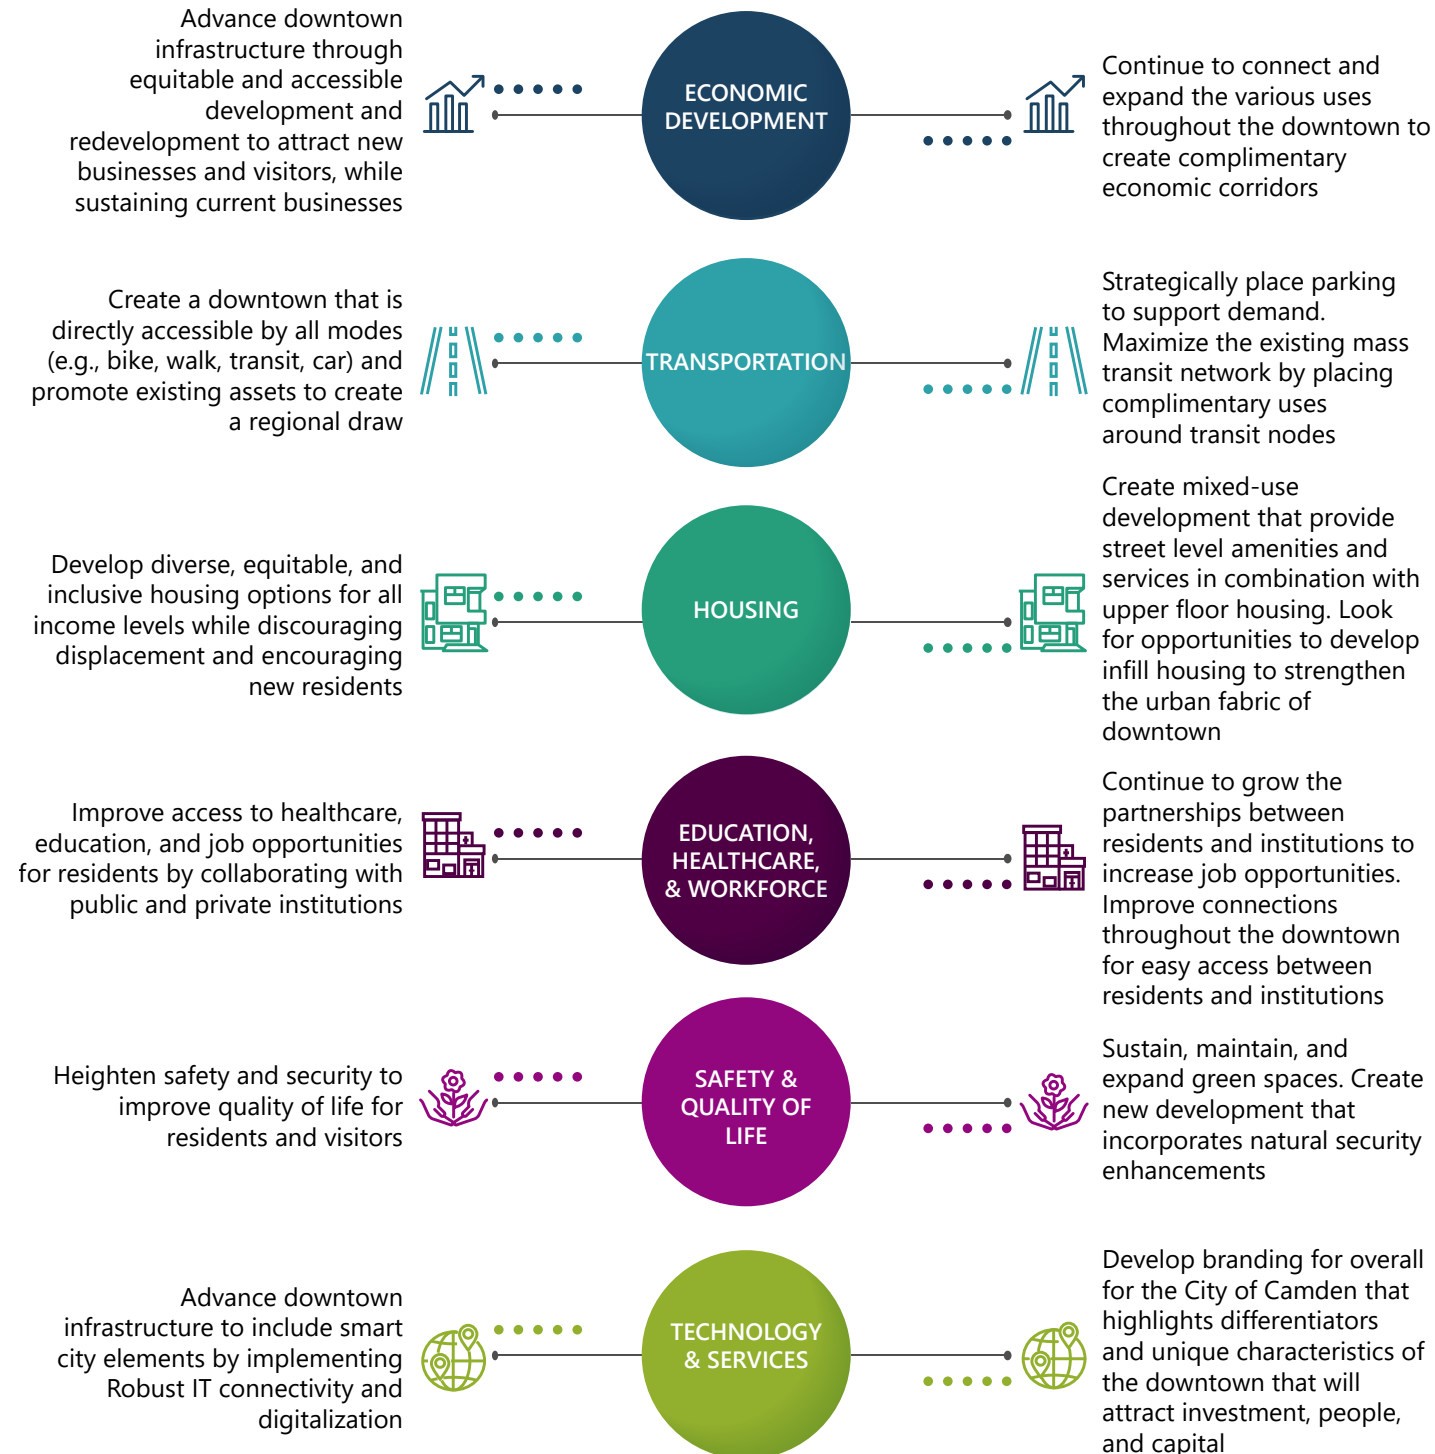 Advance downtown
infrastructure through
equitable and accessible
development and
redevelopment to attract new
businesses and visitors, while
sustaining current businesses
ECONOMIC
DEVELOPMENT
Continue to connect and
expand the various uses
throughout the downtown to
create complimentary
economic corridors
Create a downtown that is
directly accessible by all modes
(e.g., bike, walk, transit, car) and
promote existing assets to create
a regional draw
TRANSPORTATION
Strategically place parking
to support demand.
Maximize the existing mass
transit network by placing
complimentary uses
around transit nodes
Develop diverse, equitable, and
inclusive housing options for all
income levels while discouraging
displacement and encouraging
new residents
HOUSING
Create mixed-use
development that provide
street level amenities and
services in combination with
upper floor housing. Look
for opportunities to develop
infill housing to strengthen
the urban fabric of
downtown
Improve access to healthcare,
education, and job opportunities
for residents by collaborating with
public and private institutions
EDUCATION,
HEALTHCARE,
& WORKFORCE
Continue to grow the
partnerships between
residents and institutions to
increase job opportunities.
Improve connections
throughout the downtown
for easy access between
residents and institutions
Heighten safety and security to
improve quality of life for
residents and visitors
SAFETY &
QUALITY OF
LIFE
Sustain, maintain, and
expand green spaces. Create
new development that
incorporates natural security
enhancements
Advance downtown
infrastructure to include smart
city elements by implementing
Robust IT connectivity and
digitalization
TECHNOLOGY
& SERVICES
Develop branding for overall
for the City of Camden that
highlights differentiators
and unique characteristics of
the downtown that will
attract investment, people,
and capital